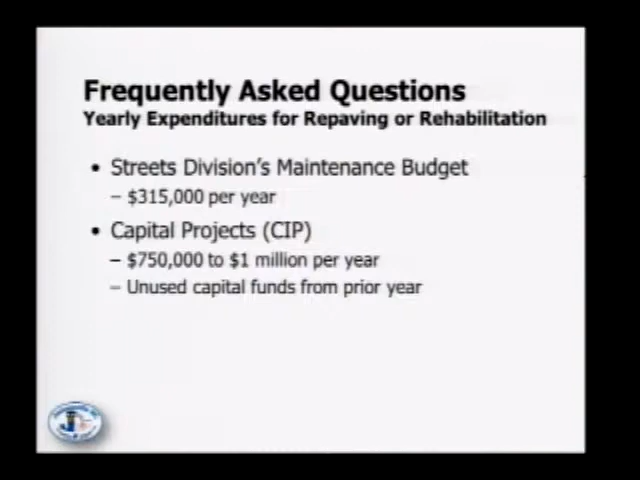 Frequently Asked Questions
Yearly Expenditures for Repaving or Rehabilitation
• Streets Division's Maintenance Budget
– $315,000 per year
• Capital Projects (CIP)
– $750,000 to $1 million per year
– Unused capital funds from prior year